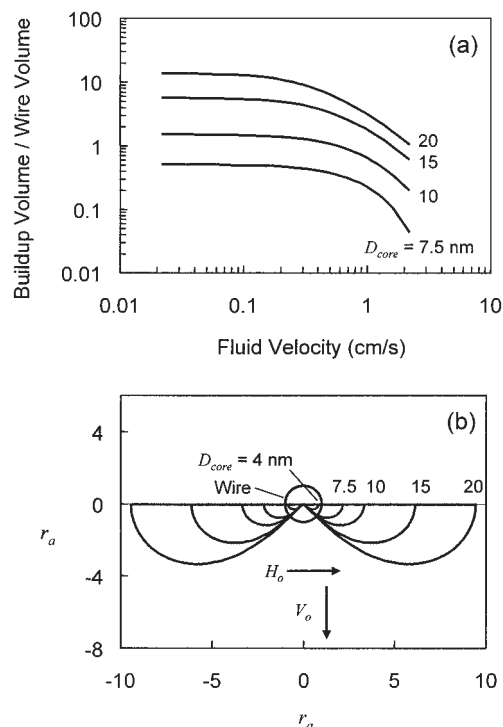 100
(a)
10
1
0.1
0.01
20
15
10
D_core = 7.5 nm
0.01 0.1 1 10
Buildup Volume / Wire Volume
Fluid Velocity (cm/s)
(b)
4
0
-4
-8
D_core = 4 nm
Wire
7.5 10 15 20
H_o
V_o
r_a
-10 -5 0 5 10
r_a